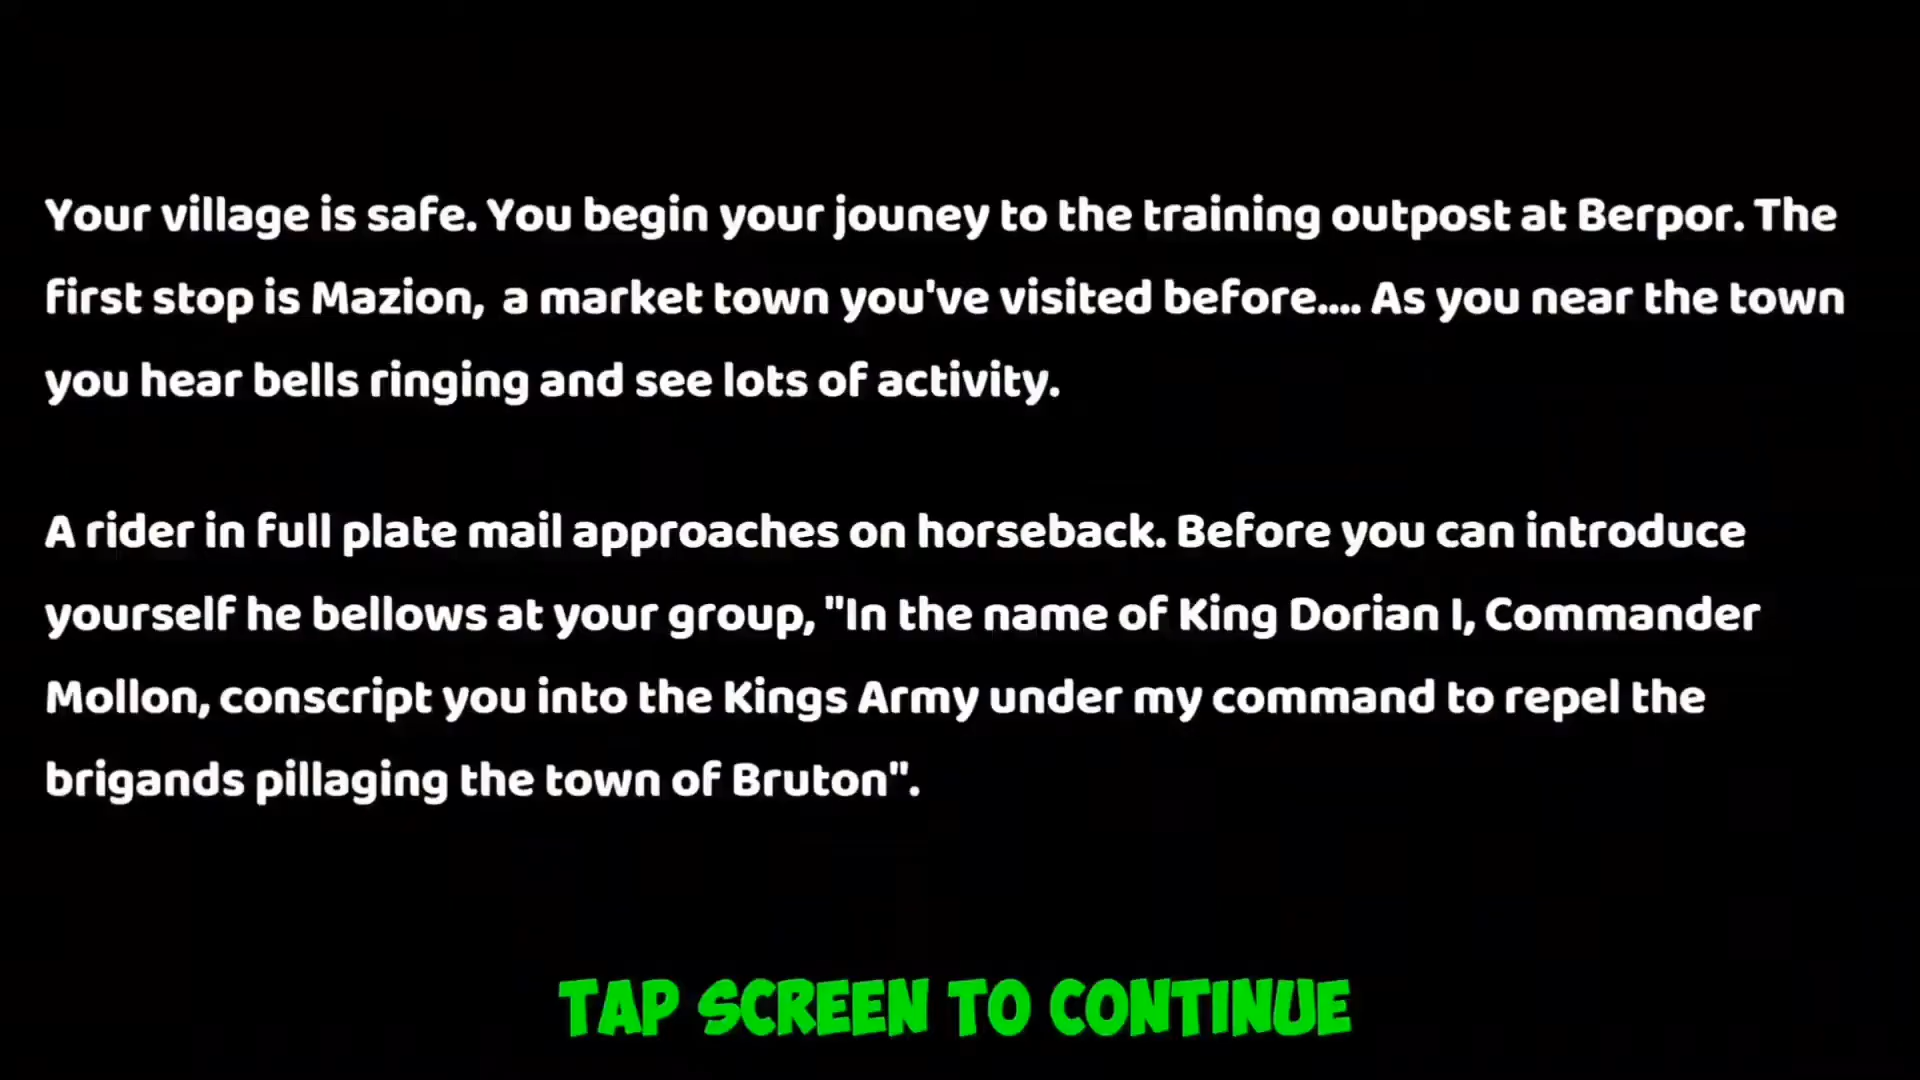 Your village is safe. You begin your jouney to the training outpost at Berpor. The
first stop is Mazion,  a market town you've visited before.... As you near the town
you hear bells ringing and see lots of activity.
A rider in full plate mail approaches on horseback. Before you can introduce
yourself he bellows at your group, "In the name of King Dorian I, Commander
Mollon, conscript you into the Kings Army under my command to repel the
brigands pillaging the town of Bruton".
TAP SCREEN TO CONTINUE